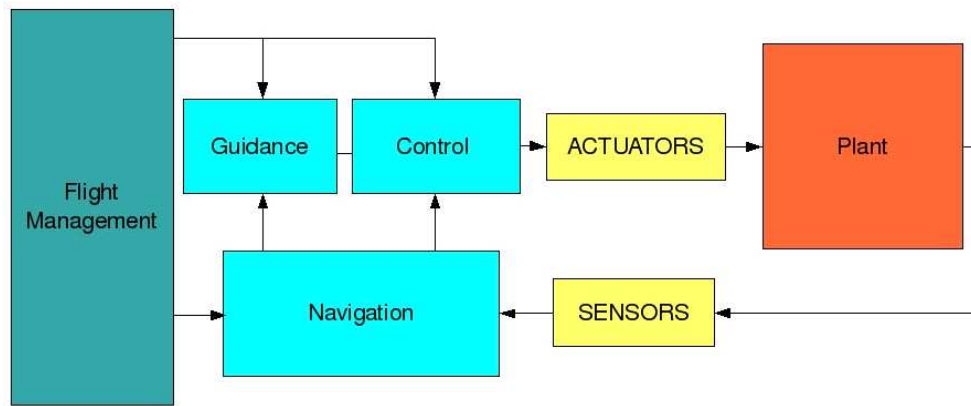 Flight
Management
Guidance
Control
ACTUATORS
Plant
Navigation
SENSORS